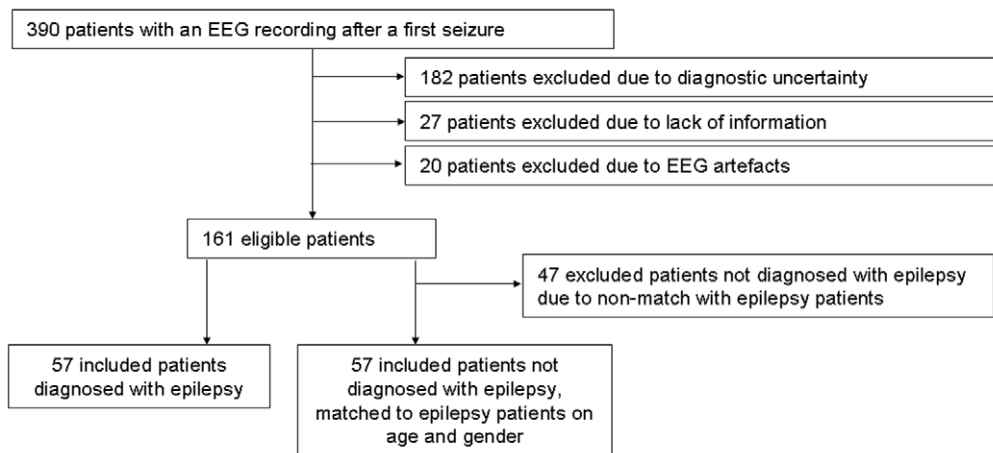 390 patients with an EEG recording after a first seizure
182 patients excluded due to diagnostic uncertainty
27 patients excluded due to lack of information
20 patients excluded due to EEG artefacts
161 eligible patients
47 excluded patients not diagnosed with epilepsy
due to non-match with epilepsy patients
57 included patients
diagnosed with epilepsy
57 included patients not
diagnosed with epilepsy,
matched to epilepsy patients on
age and gender